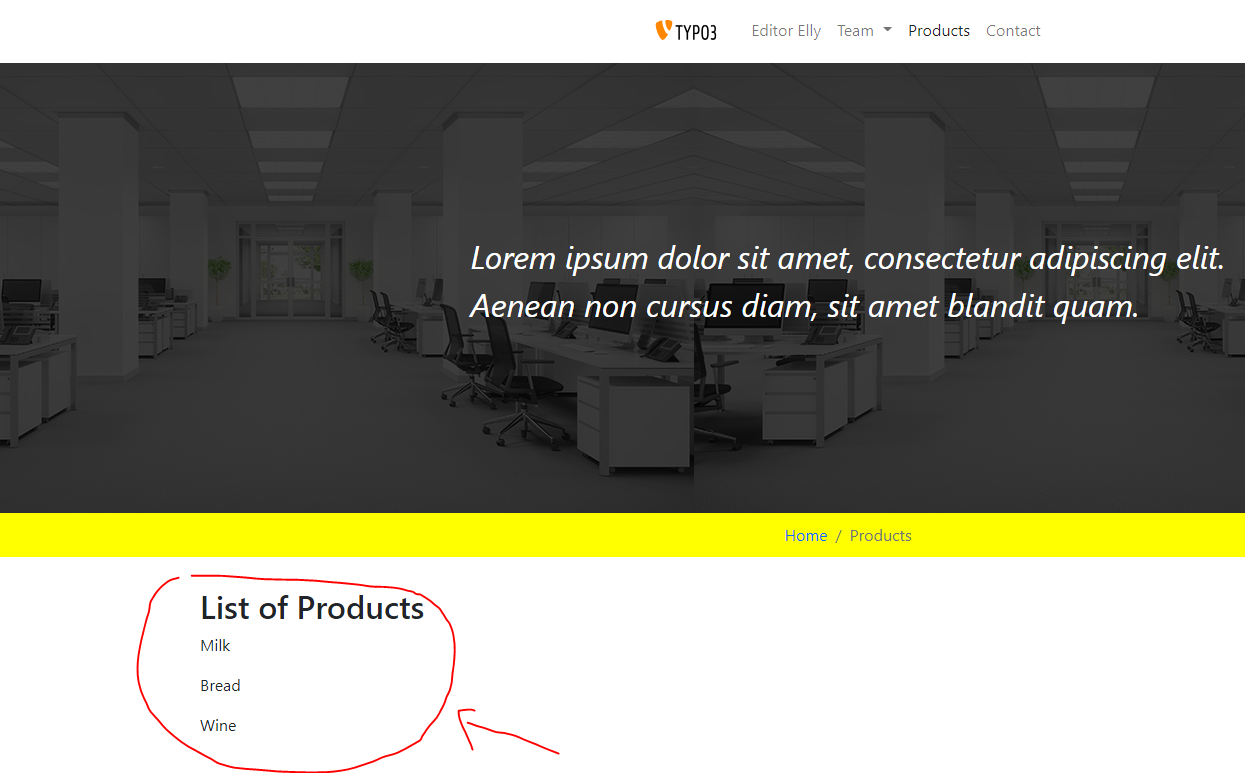 TYPO3 Editor Elly Team Products Contact
Lorem ipsum dolor sit amet, consectetur adipiscing elit.
Aenean non cursus diam, sit amet blandit quam.
Home / Products
List of Products
Milk
Bread
Wine